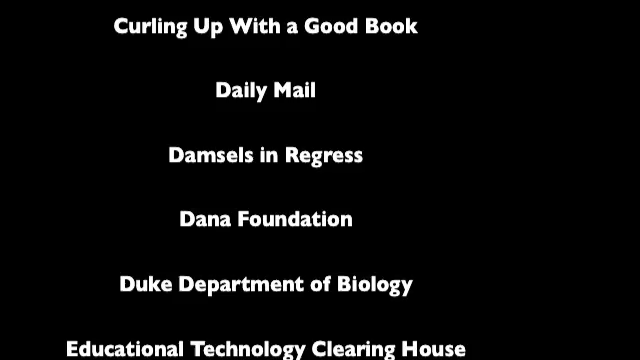 Curling Up With a Good Book
Daily Mail
Damsels in Regress
Dana Foundation
Duke Department of Biology
Educational Technology Clearing House